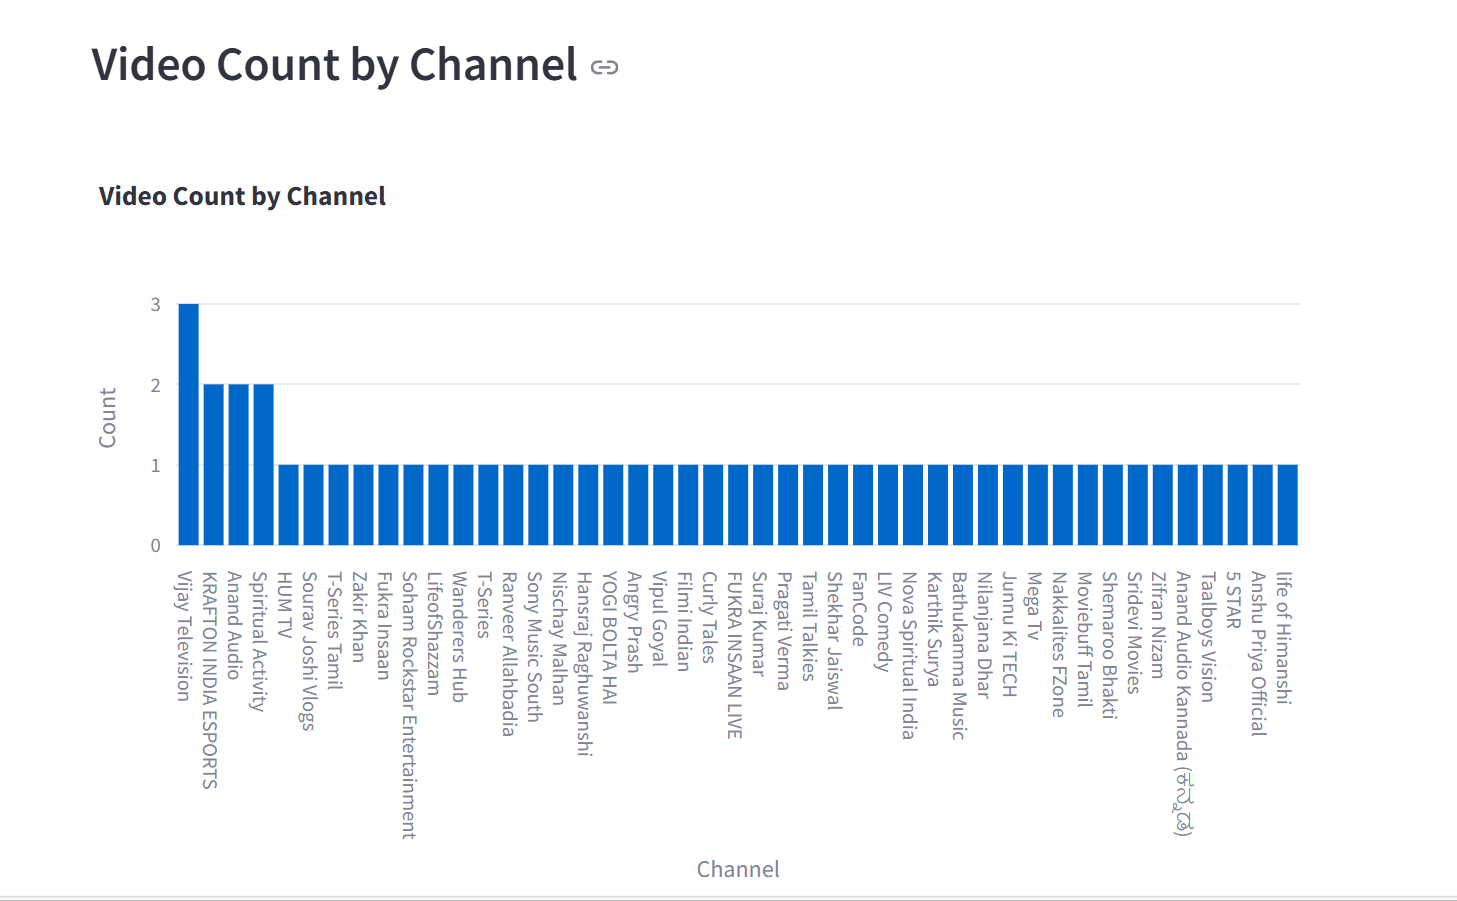 Video Count by Channel
Video Count by Channel
3
2
1
0
Count
Vijay Television
KRAFTON INDIA ESPORTS
Anand Audio
Spiritual Activity
HUM TV
Sourav Joshi Vlogs
T-Series Tamil
Zakir Khan
Fukra Insaan
Soham Rockstar Entertainment
LifeofShazzam
Wanderers Hub
T-Series
Ranveer Allahbadia
Sony Music South
Nischay Malhan
Hansraj Raghuwanshi
YOGI BOLTA HAI
Angry Prash
Vipul Goyal
Filmi Indian
Curly Tales
FUKRA INSAAN LIVE
Suraj Kumar
Pragati Verma
Tamil Talkies
Shekhar Jaiswal
FanCode
LIV Comedy
Nova Spiritual India
Karthik Surya
Bathukamma Music
Nilanjana Dhar
Junnu Ki TECH
Mega Tv
Nakkalites FZone
Moviebuff Tamil
Shemaroo Bhakti
Sridevi Movies
Zifran Nizam
Anand Audio Kannada (ಕನ್ನಡ)
Taalboys Vision
5 STAR
Anshu Priya Official
life of Himanshi
Channel